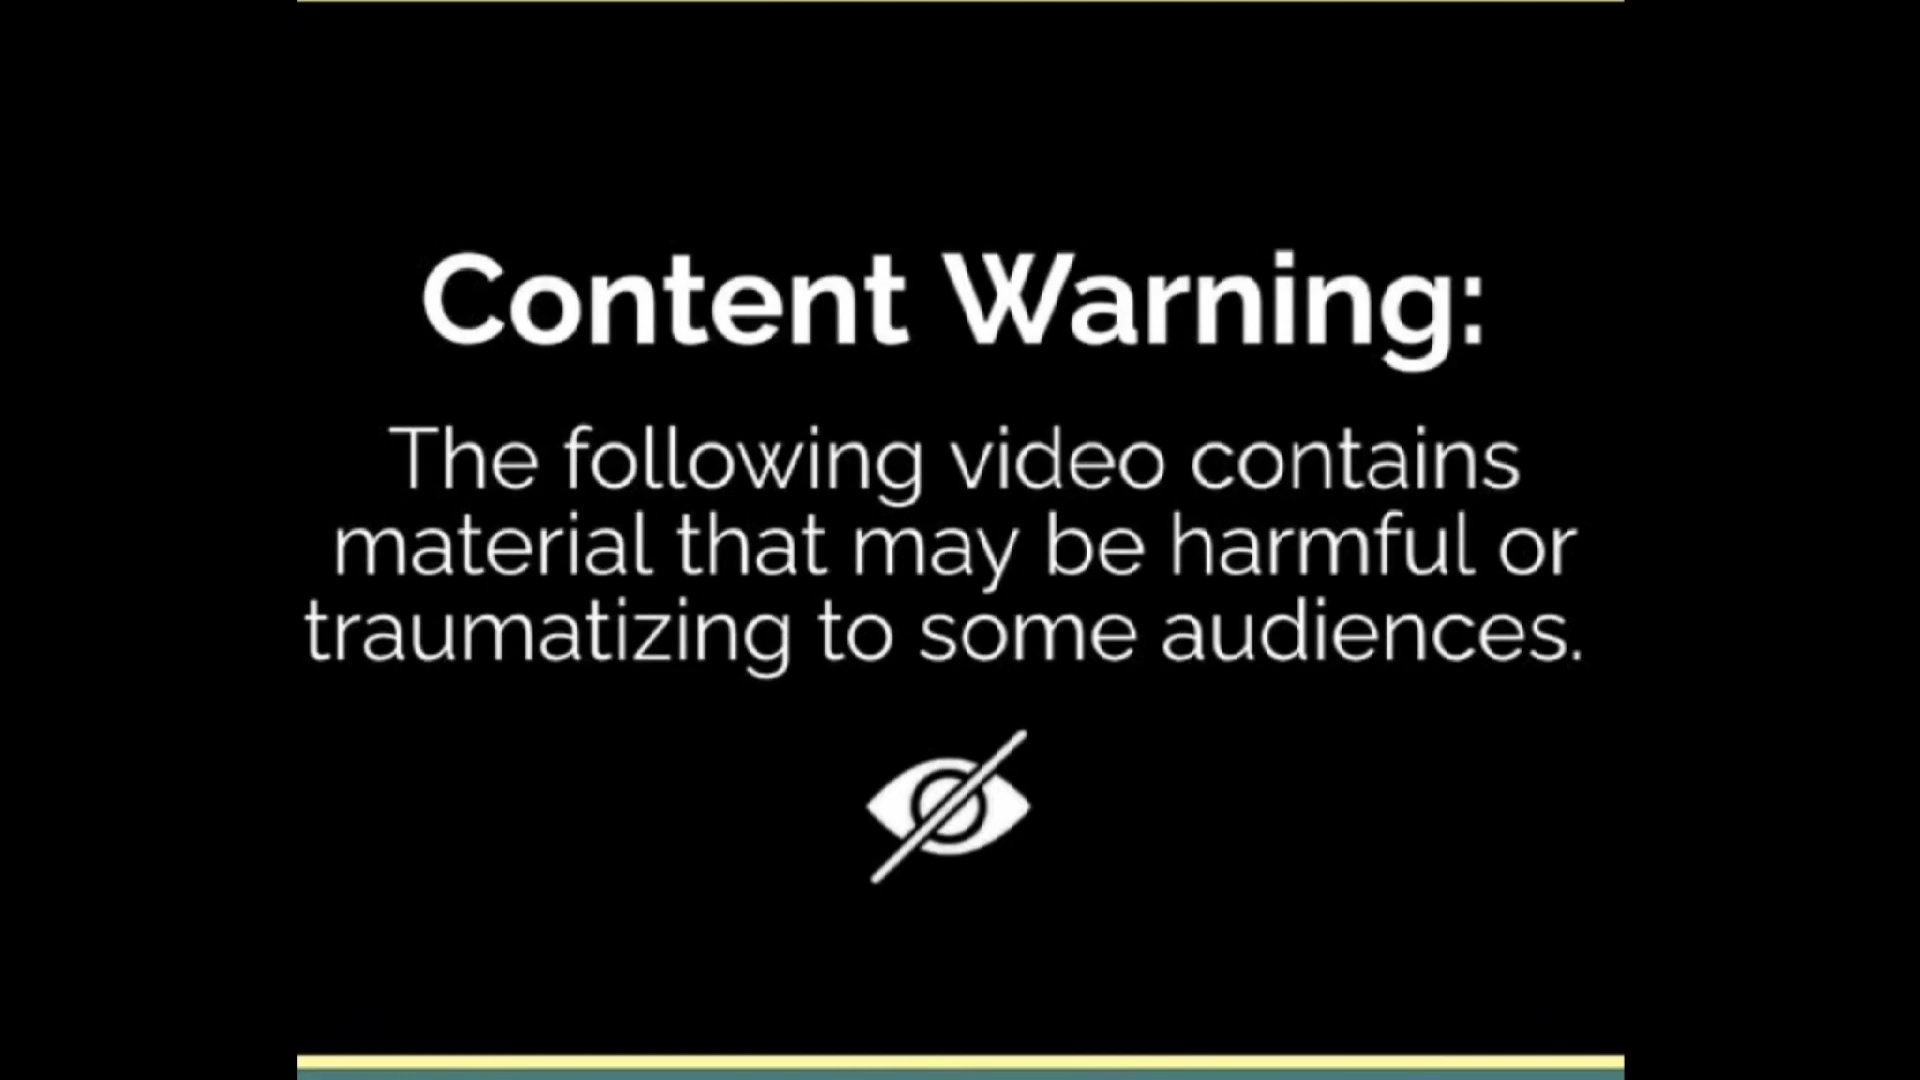 Content Warning:
The following video contains
material that may be harmful or
traumatizing to some audiences.